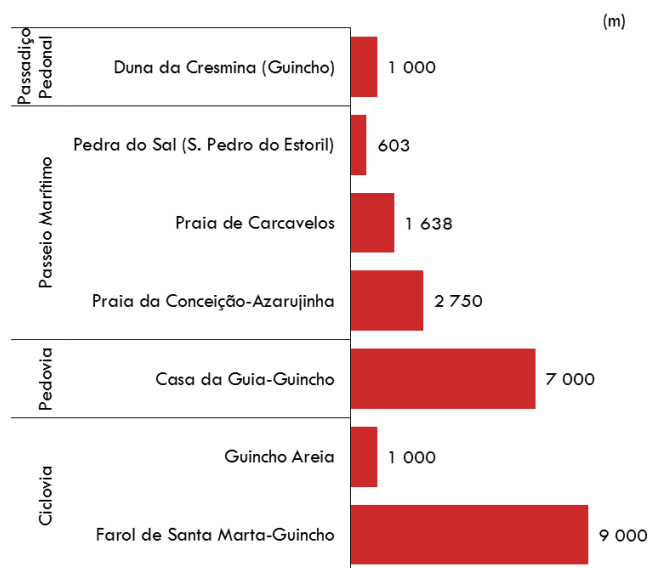 (m)
Passadiço
Pedonal
Duna da Cresmina (Guincho)
1 000
Passeio Marítimo
Pedra do Sal (S. Pedro do Estoril)
603
Praia de Carcavelos
1 638
Praia da Conceição-Azarujinha
2 750
Pedovia
Casa da Guia-Guincho
7 000
Ciclovia
Guincho Areia
1 000
Farol de Santa Marta-Guincho
9 000